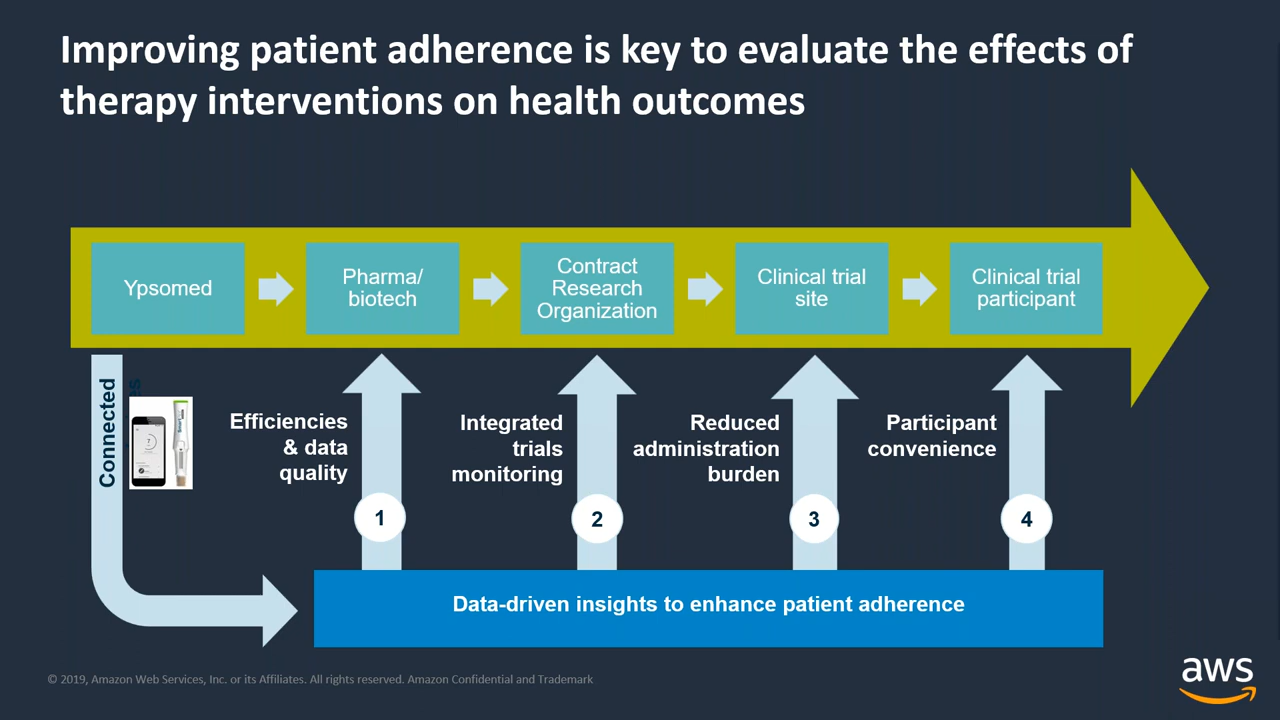 Improving patient adherence is key to evaluate the effects of
therapy interventions on health outcomes
Ypsomed
Pharma/
biotech
Contract
Research
Organization
Clinical trial
site
Clinical trial
participant
Connected
es
Efficiencies
& data
quality
Integrated
trials
monitoring
Reduced
administration
burden
Participant
convenience
1
2
3
4
Data-driven insights to enhance patient adherence
© 2019, Amazon Web Services, Inc. or its Affiliates. All rights reserved. Amazon Confidential and Trademark
aws